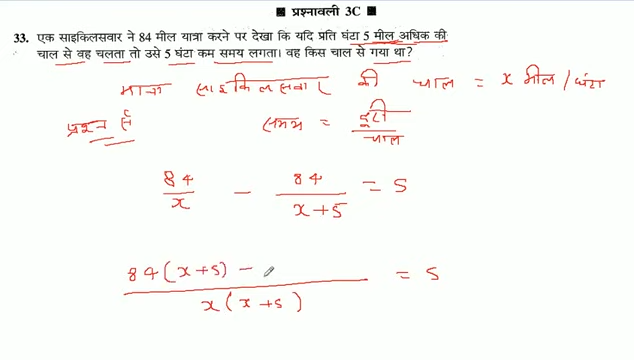 ■ प्रश्नावली 3C ■
33. एक साइकिलसवार ने 84 मील यात्रा करने पर देखा कि यदि प्रति घंटा 5 मील अधिक की
चाल से वह चलता तो उसे 5 घंटा कम समय लगता। वह किस चाल से गया था?
माना साइकिलसवार की चाल = x मील/घंटा
प्रश्न से समय = दूरी/चाल
84/x - 84/(x+5) = 5
84(x+5) - / x(x+5) = 5